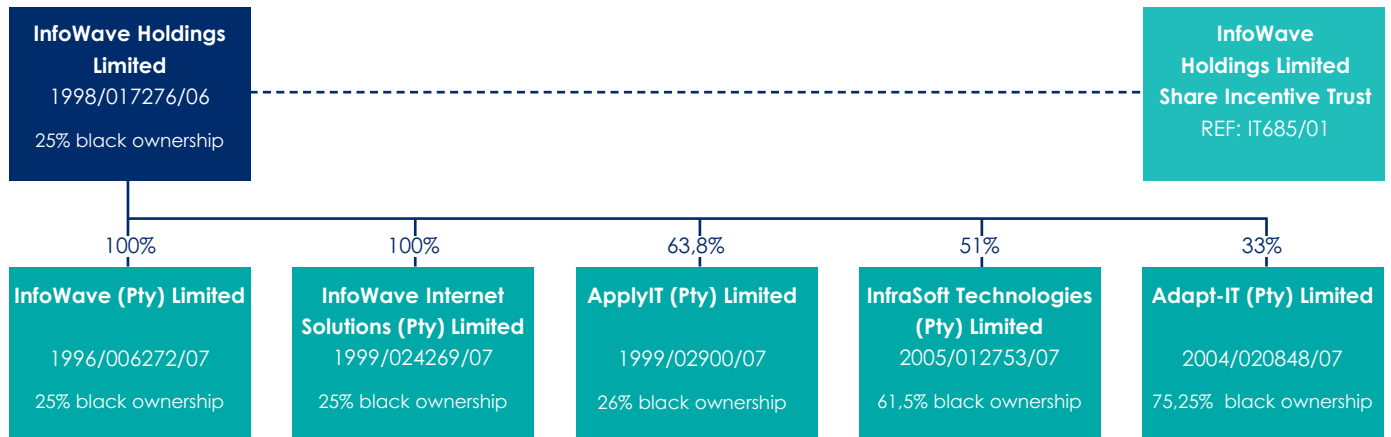 InfoWave Holdings
Limited
1998/017276/06
25% black ownership
InfoWave
Holdings Limited
Share Incentive Trust
REF: IT685/01
100%
100%
63,8%
51%
33%
InfoWave (Pty) Limited
1996/006272/07
25% black ownership
InfoWave Internet
Solutions (Pty) Limited
1999/024269/07
25% black ownership
ApplyIT (Pty) Limited
1999/02900/07
26% black ownership
InfraSoft Technologies
(Pty) Limited
2005/012753/07
61,5% black ownership
Adapt-IT (Pty) Limited
2004/020848/07
75,25% black ownership